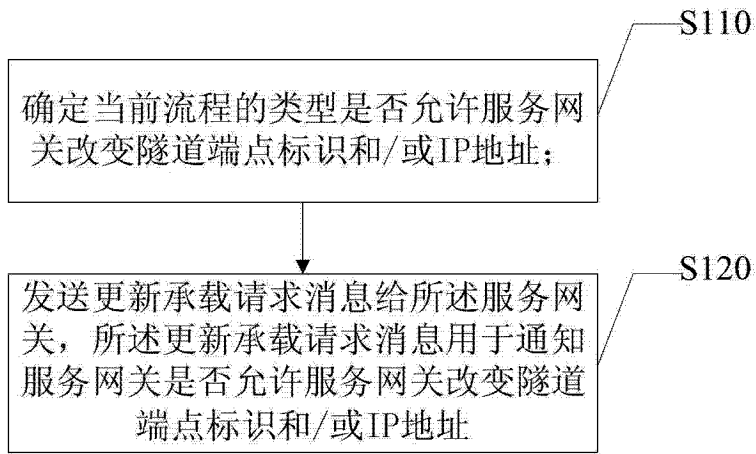 S110
确定当前流程的类型是否允许服务网
关改变隧道端点标识和/或IP地址；
S120
发送更新承载请求消息给所述服务网
关，所述更新承载请求消息用于通知
服务网关是否允许服务网关改变隧道
端点标识和/或IP地址